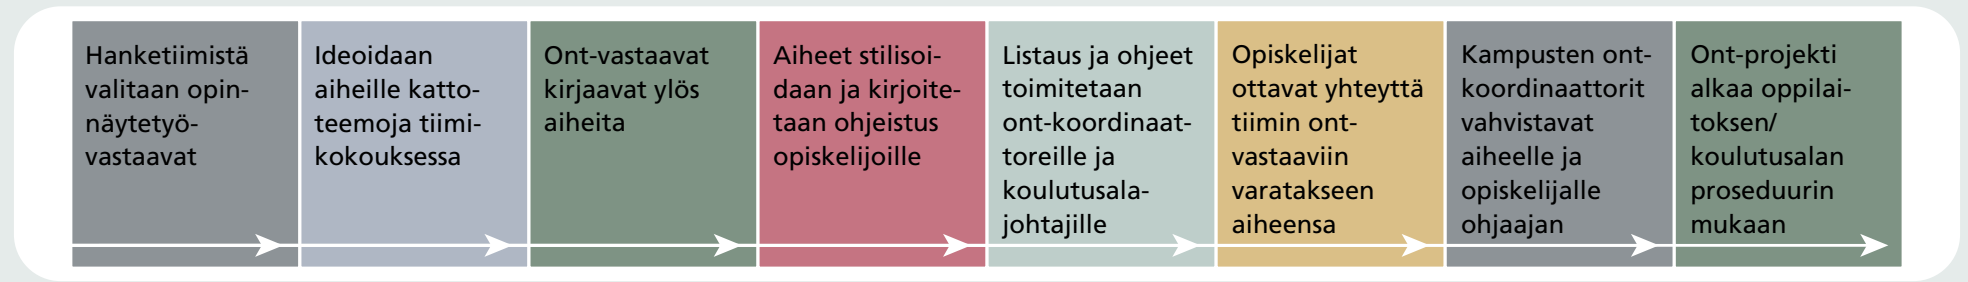 Hanketiimistä
valitaan opin-
näytetyö-
vastaavat
Ideoidaan
aiheille katto-
teemoja tiimi-
kokouksessa
Ont-vastaavat
kirjaavat ylös
aiheita
Aiheet stilisoi-
daan ja kirjoite-
taan ohjeistus
opiskelijoille
Listaus ja ohjeet
toimitetaan
ont-koordinaat-
toreille ja
koulutusala-
johtajille
Opiskelijat
ottavat yhteyttä
tiimin ont-
vastaaviin
varatakseen
aiheensa
Kampusten ont-
koordinaattorit
vahvistavat
aiheelle ja
opiskelijalle
ohjaajan
Ont-projekti
alkaa oppilai-
toksen/
koulutusalan
proseduurin
mukaan